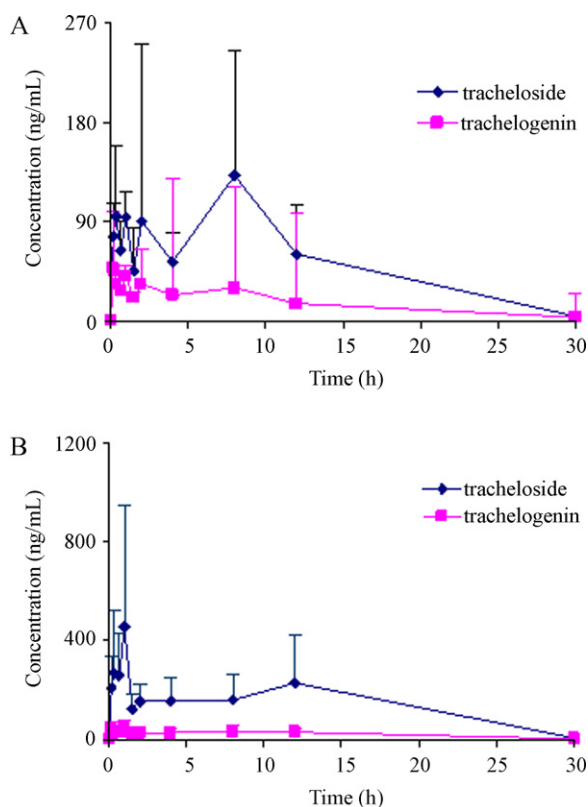 A
Concentration (ng/mL)
270
180
90
0
tracheloside
trachelogenin
0 5 10 15 20 25 30
Time (h)
B
Concentration (ng/mL)
1200
800
400
0
tracheloside
trachelogenin
0 5 10 15 20 25 30
Time (h)